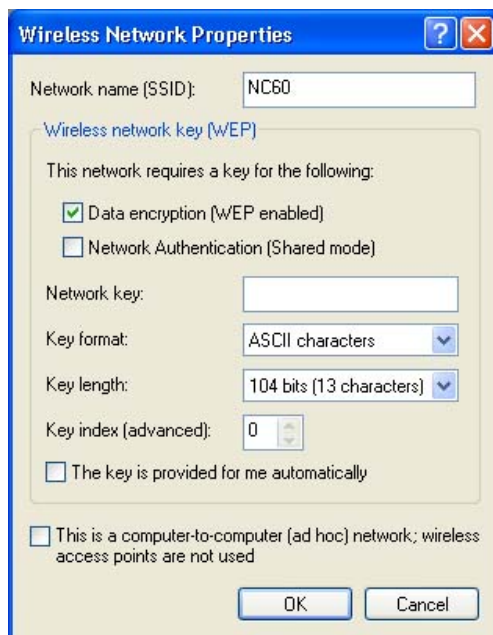 Wireless Network Properties
?
Network name (SSID): NC60
Wireless network key (WEP)
This network requires a key for the following:
Data encryption (WEP enabled)
Network Authentication (Shared mode)
Network key:
Key format: ASCII characters
Key length: 104 bits (13 characters)
Key index (advanced): 0
The key is provided for me automatically
This is a computer-to-computer (ad hoc) network; wireless
access points are not used
OK Cancel